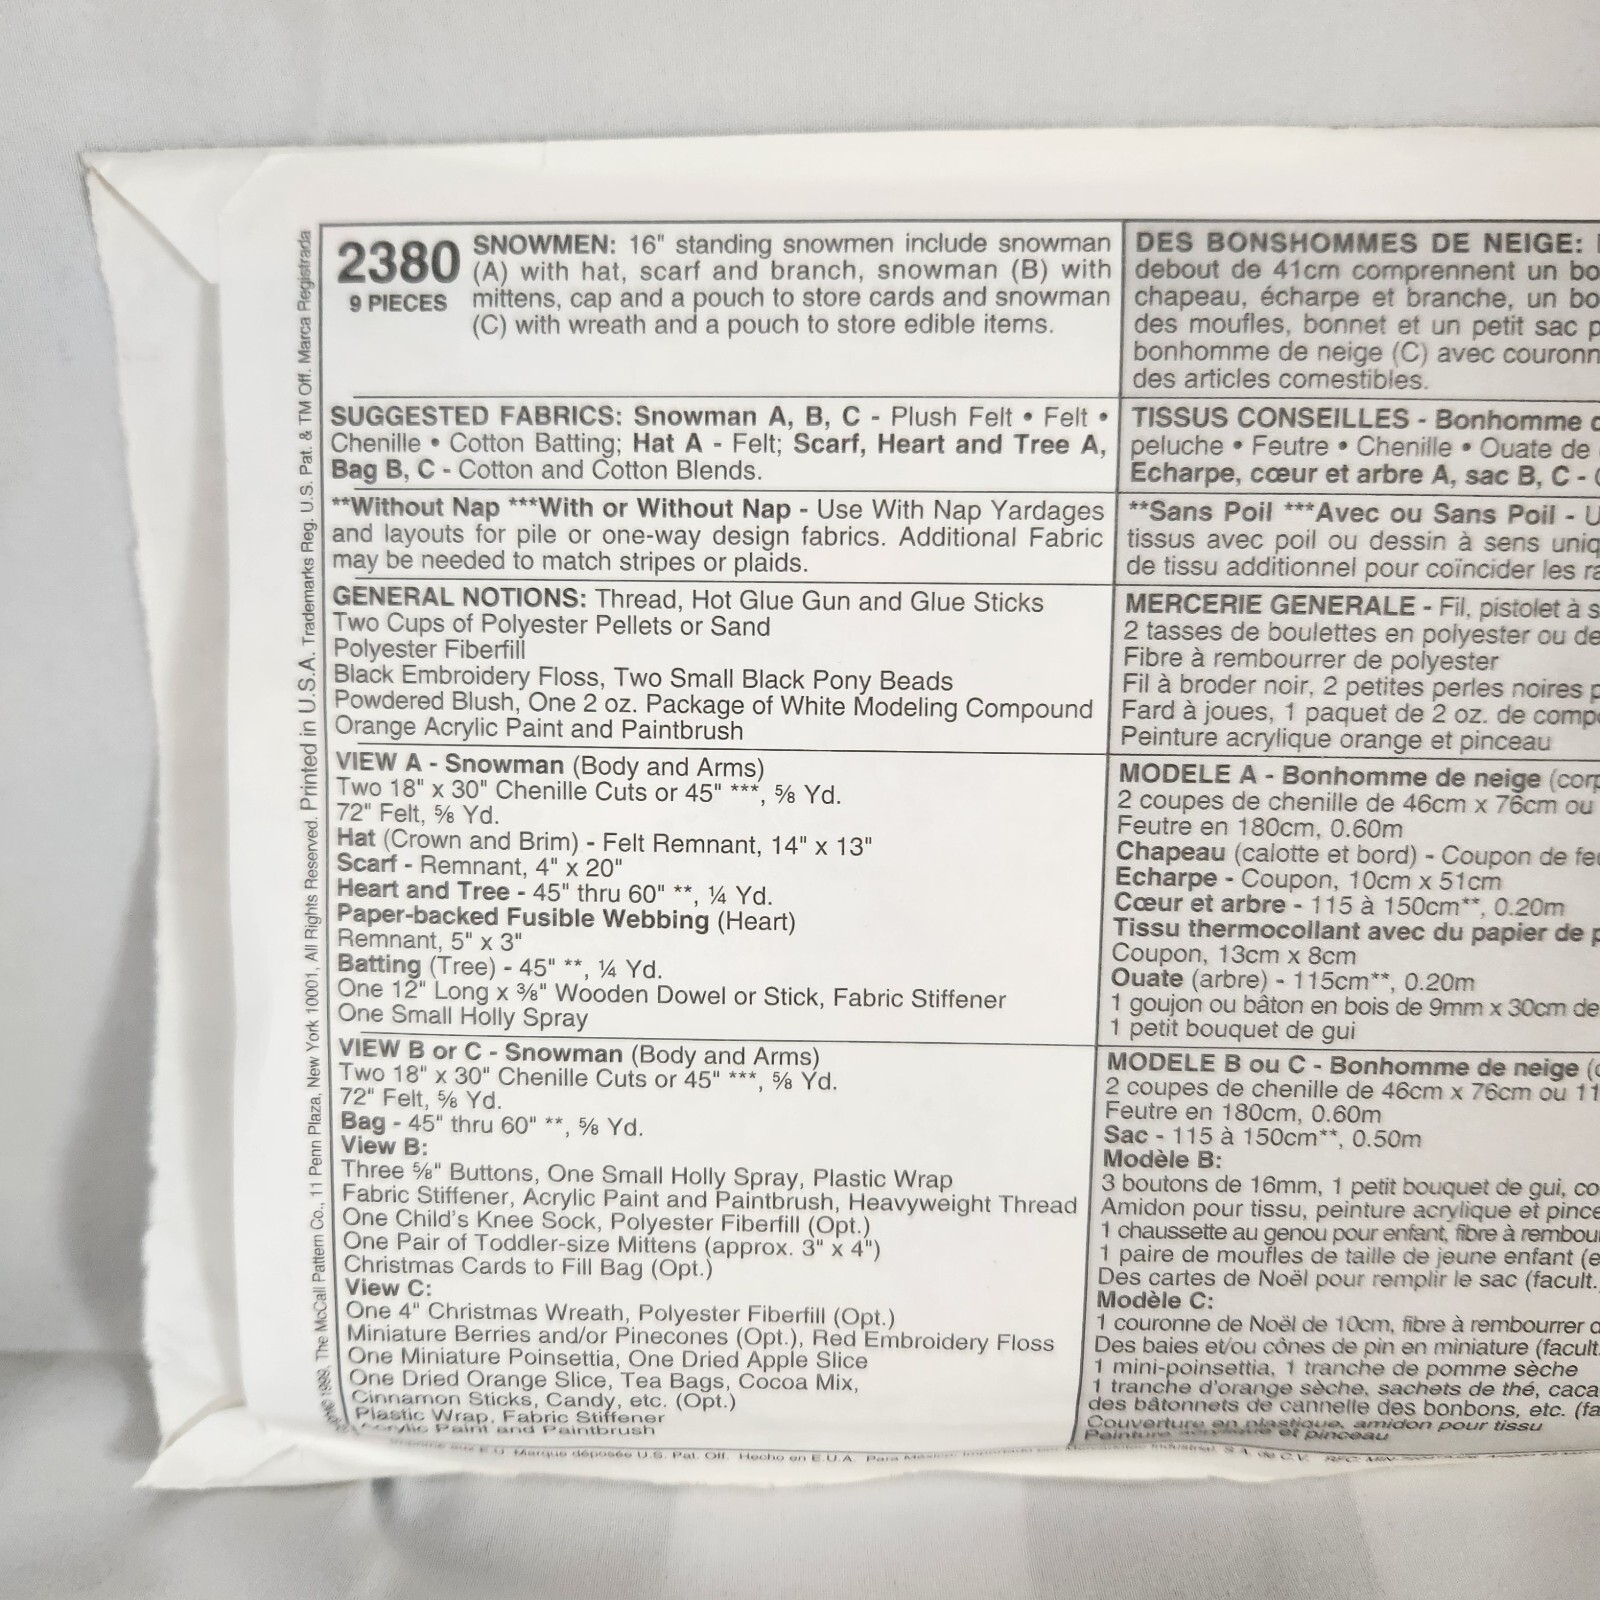 2380
9 PIECES
SNOWMEN: 16" standing snowmen include snowman
(A) with hat, scarf and branch, snowman (B) with
mittens, cap and a pouch to store cards and snowman
(C) with wreath and a pouch to store edible items.
SUGGESTED FABRICS: Snowman A, B, C - Plush Felt • Felt •
Chenille • Cotton Batting; Hat A - Felt; Scarf, Heart and Tree A,
Bag B, C - Cotton and Cotton Blends.
**Without Nap ***With or Without Nap - Use With Nap Yardages
and layouts for pile or one-way design fabrics. Additional Fabric
may be needed to match stripes or plaids.
GENERAL NOTIONS: Thread, Hot Glue Gun and Glue Sticks
Two Cups of Polyester Pellets or Sand
Polyester Fiberfill
Black Embroidery Floss, Two Small Black Pony Beads
Powdered Blush, One 2 oz. Package of White Modeling Compound
Orange Acrylic Paint and Paintbrush
VIEW A - Snowman (Body and Arms)
Two 18" x 30" Chenille Cuts or 45" ***, ⅝ Yd.
72" Felt, ⅝ Yd.
Hat (Crown and Brim) - Felt Remnant, 14" x 13"
Scarf - Remnant, 4" x 20"
Heart and Tree - 45" thru 60" **, ¼ Yd.
Paper-backed Fusible Webbing (Heart)
Remnant, 5" x 3"
Batting (Tree) - 45" **, ¼ Yd.
One 12" Long x ⅜" Wooden Dowel or Stick, Fabric Stiffener
One Small Holly Spray
VIEW B or C - Snowman (Body and Arms)
Two 18" x 30" Chenille Cuts or 45" ***, ⅝ Yd.
72" Felt, ⅝ Yd.
Bag - 45" thru 60" **, ⅝ Yd.
View B:
Three ⅝" Buttons, One Small Holly Spray, Plastic Wrap
Fabric Stiffener, Acrylic Paint and Paintbrush, Heavyweight Thread
One Child's Knee Sock, Polyester Fiberfill (Opt.)
One Pair of Toddler-size Mittens (approx. 3" x 4")
Christmas Cards to Fill Bag (Opt.)
View C:
One 4" Christmas Wreath, Polyester Fiberfill (Opt.)
Miniature Berries and/or Pinecones (Opt.), Red Embroidery Floss
One Miniature Poinsettia, One Dried Apple Slice
One Dried Orange Slice, Tea Bags, Cocoa Mix,
Cinnamon Sticks, Candy, etc. (Opt.)
Plastic Wrap, Fabric Stiffener
Acrylic Paint and Paintbrush
DES BONSHOMMES DE NEIGE:
debout de 41cm comprennent un bo
chapeau, écharpe et branche, un bo
des moufles, bonnet et un petit sac p
bonhomme de neige (C) avec couronn
des articles comestibles.
TISSUS CONSEILLES - Bonhomme d
peluche • Feutre • Chenille • Ouate de
Echarpe, cœur et arbre A, sac B, C -
**Sans Poil ***Avec ou Sans Poil - U
tissus avec poil ou dessin à sens uniq
de tissu additionnel pour coïncider les ra
MERCERIE GENERALE - Fil, pistolet à s
2 tasses de boulettes en polyester ou de
Fibre à rembourrer de polyester
Fil à broder noir, 2 petites perles noires p
Fard à joues, 1 paquet de 2 oz. de comp
Peinture acrylique orange et pinceau
MODELE A - Bonhomme de neige (corp
2 coupes de chenille de 46cm x 76cm ou
Feutre en 180cm, 0.60m
Chapeau (calotte et bord) - Coupon de feu
Echarpe - Coupon, 10cm x 51cm
Cœur et arbre - 115 à 150cm**, 0.20m
Tissu thermocollant avec du papier de p
Coupon, 13cm x 8cm
Ouate (arbre) - 115cm**, 0.20m
1 goujon ou bâton en bois de 9mm x 30cm de
1 petit bouquet de gui
MODELE B ou C - Bonhomme de neige (c
2 coupes de chenille de 46cm x 76cm ou 11
Feutre en 180cm, 0.60m
Sac - 115 à 150cm**, 0.50m
Modèle B:
3 boutons de 16mm, 1 petit bouquet de gui, co
Amidon pour tissu, peinture acrylique et pince
1 chaussette au genou pour enfant, fibre à rembou
1 paire de moufles de taille de jeune enfant (e
Des cartes de Noël pour remplir le sac (facult.
Modèle C:
1 couronne de Noël de 10cm, fibre à rembourrer
Des baies et/ou cônes de pin en miniature (facult.
1 mini-poinsettia, 1 tranche de pomme sèche
1 tranche d'orange sèche, sachets de thé, caca
des bâtonnets de cannelle des bonbons, etc. (fa
Couverture en plastique, amidon pour tissu
Peinture acrylique et pinceau
1998, The McCall Pattern Co., 11 Penn Plaza, New York 10001, All Rights Reserved. Printed in U.S.A. Trademarks Reg. U.S. Pat. & TM Off. Marca Registrada
Marque déposée U.S. Pat. Off. Hecho en E.U.A.